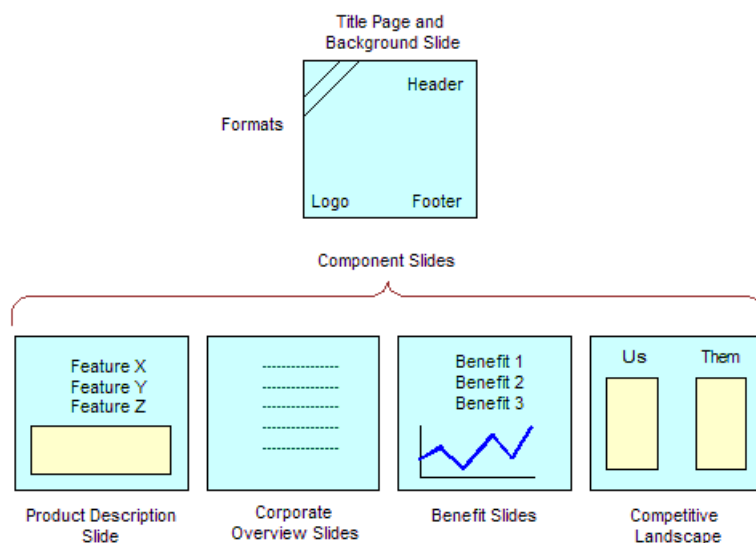 Title Page and
Background Slide
Header
Formats
Logo
Footer
Component Slides
Feature X
Feature Y
Feature Z
Benefit 1
Benefit 2
Benefit 3
Us
Them
Product Description
Slide
Corporate
Overview Slides
Benefit Slides
Competitive
Landscape